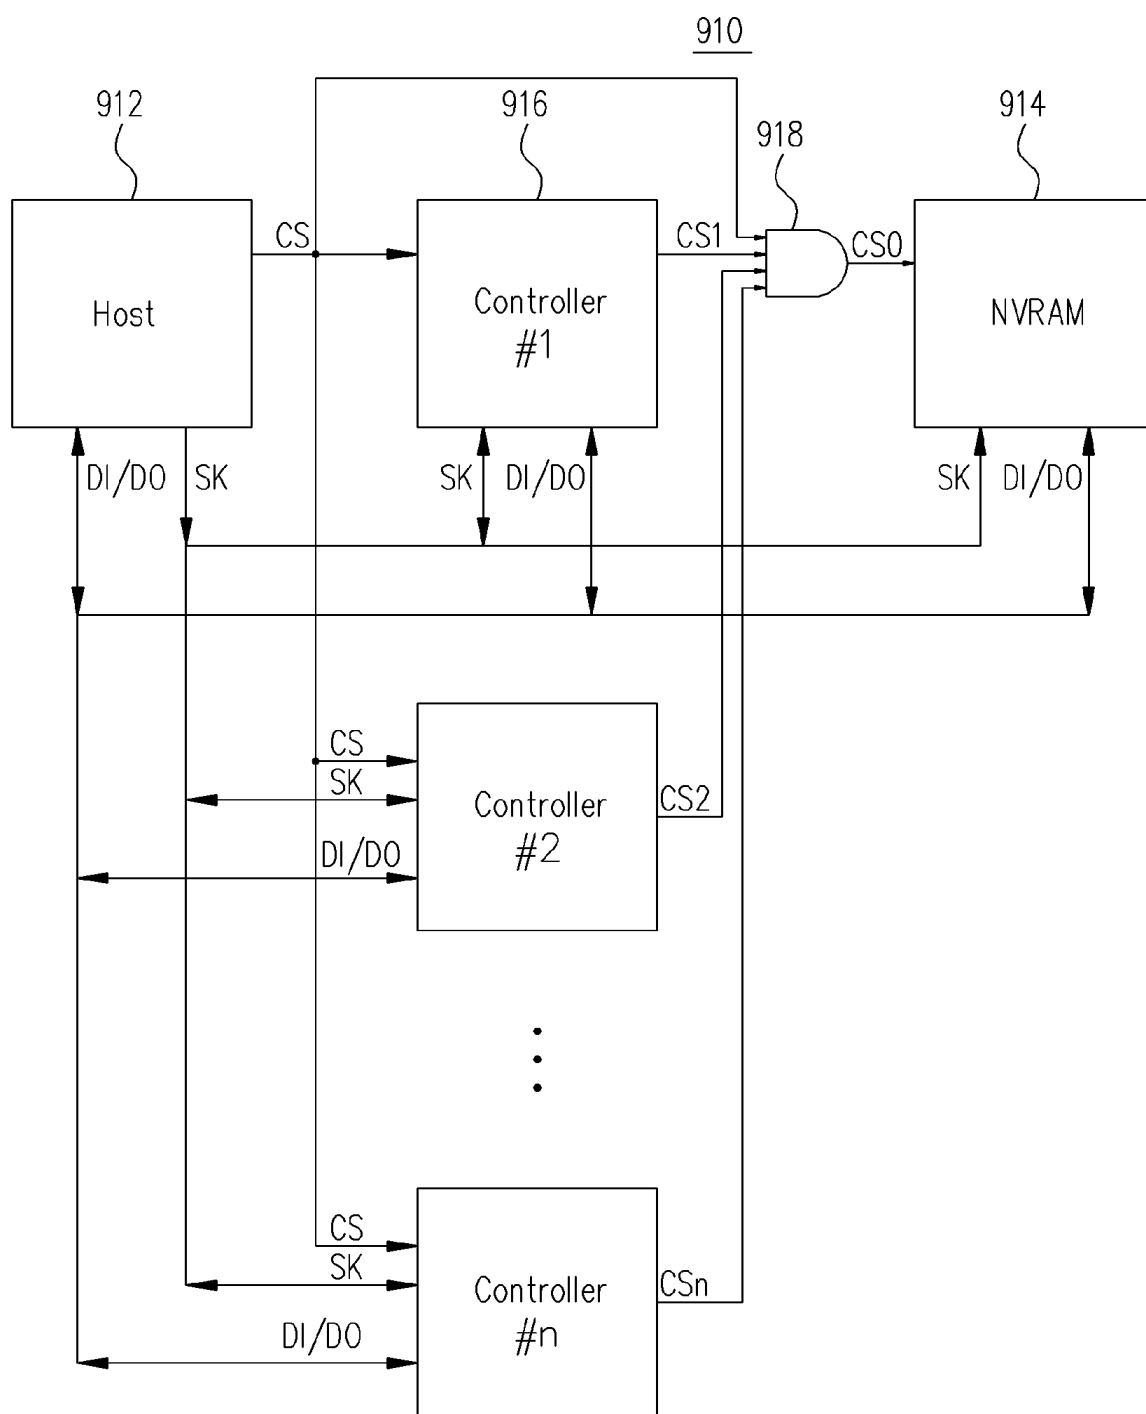 910
912
916
918
914
CS
CS1
CS0
Host
Controller
#1
NVRAM
DI/DO
SK
SK
DI/DO
SK
DI/DO
CS
SK
DI/DO
Controller
#2
CS2
CS
SK
DI/DO
Controller
#n
CSn